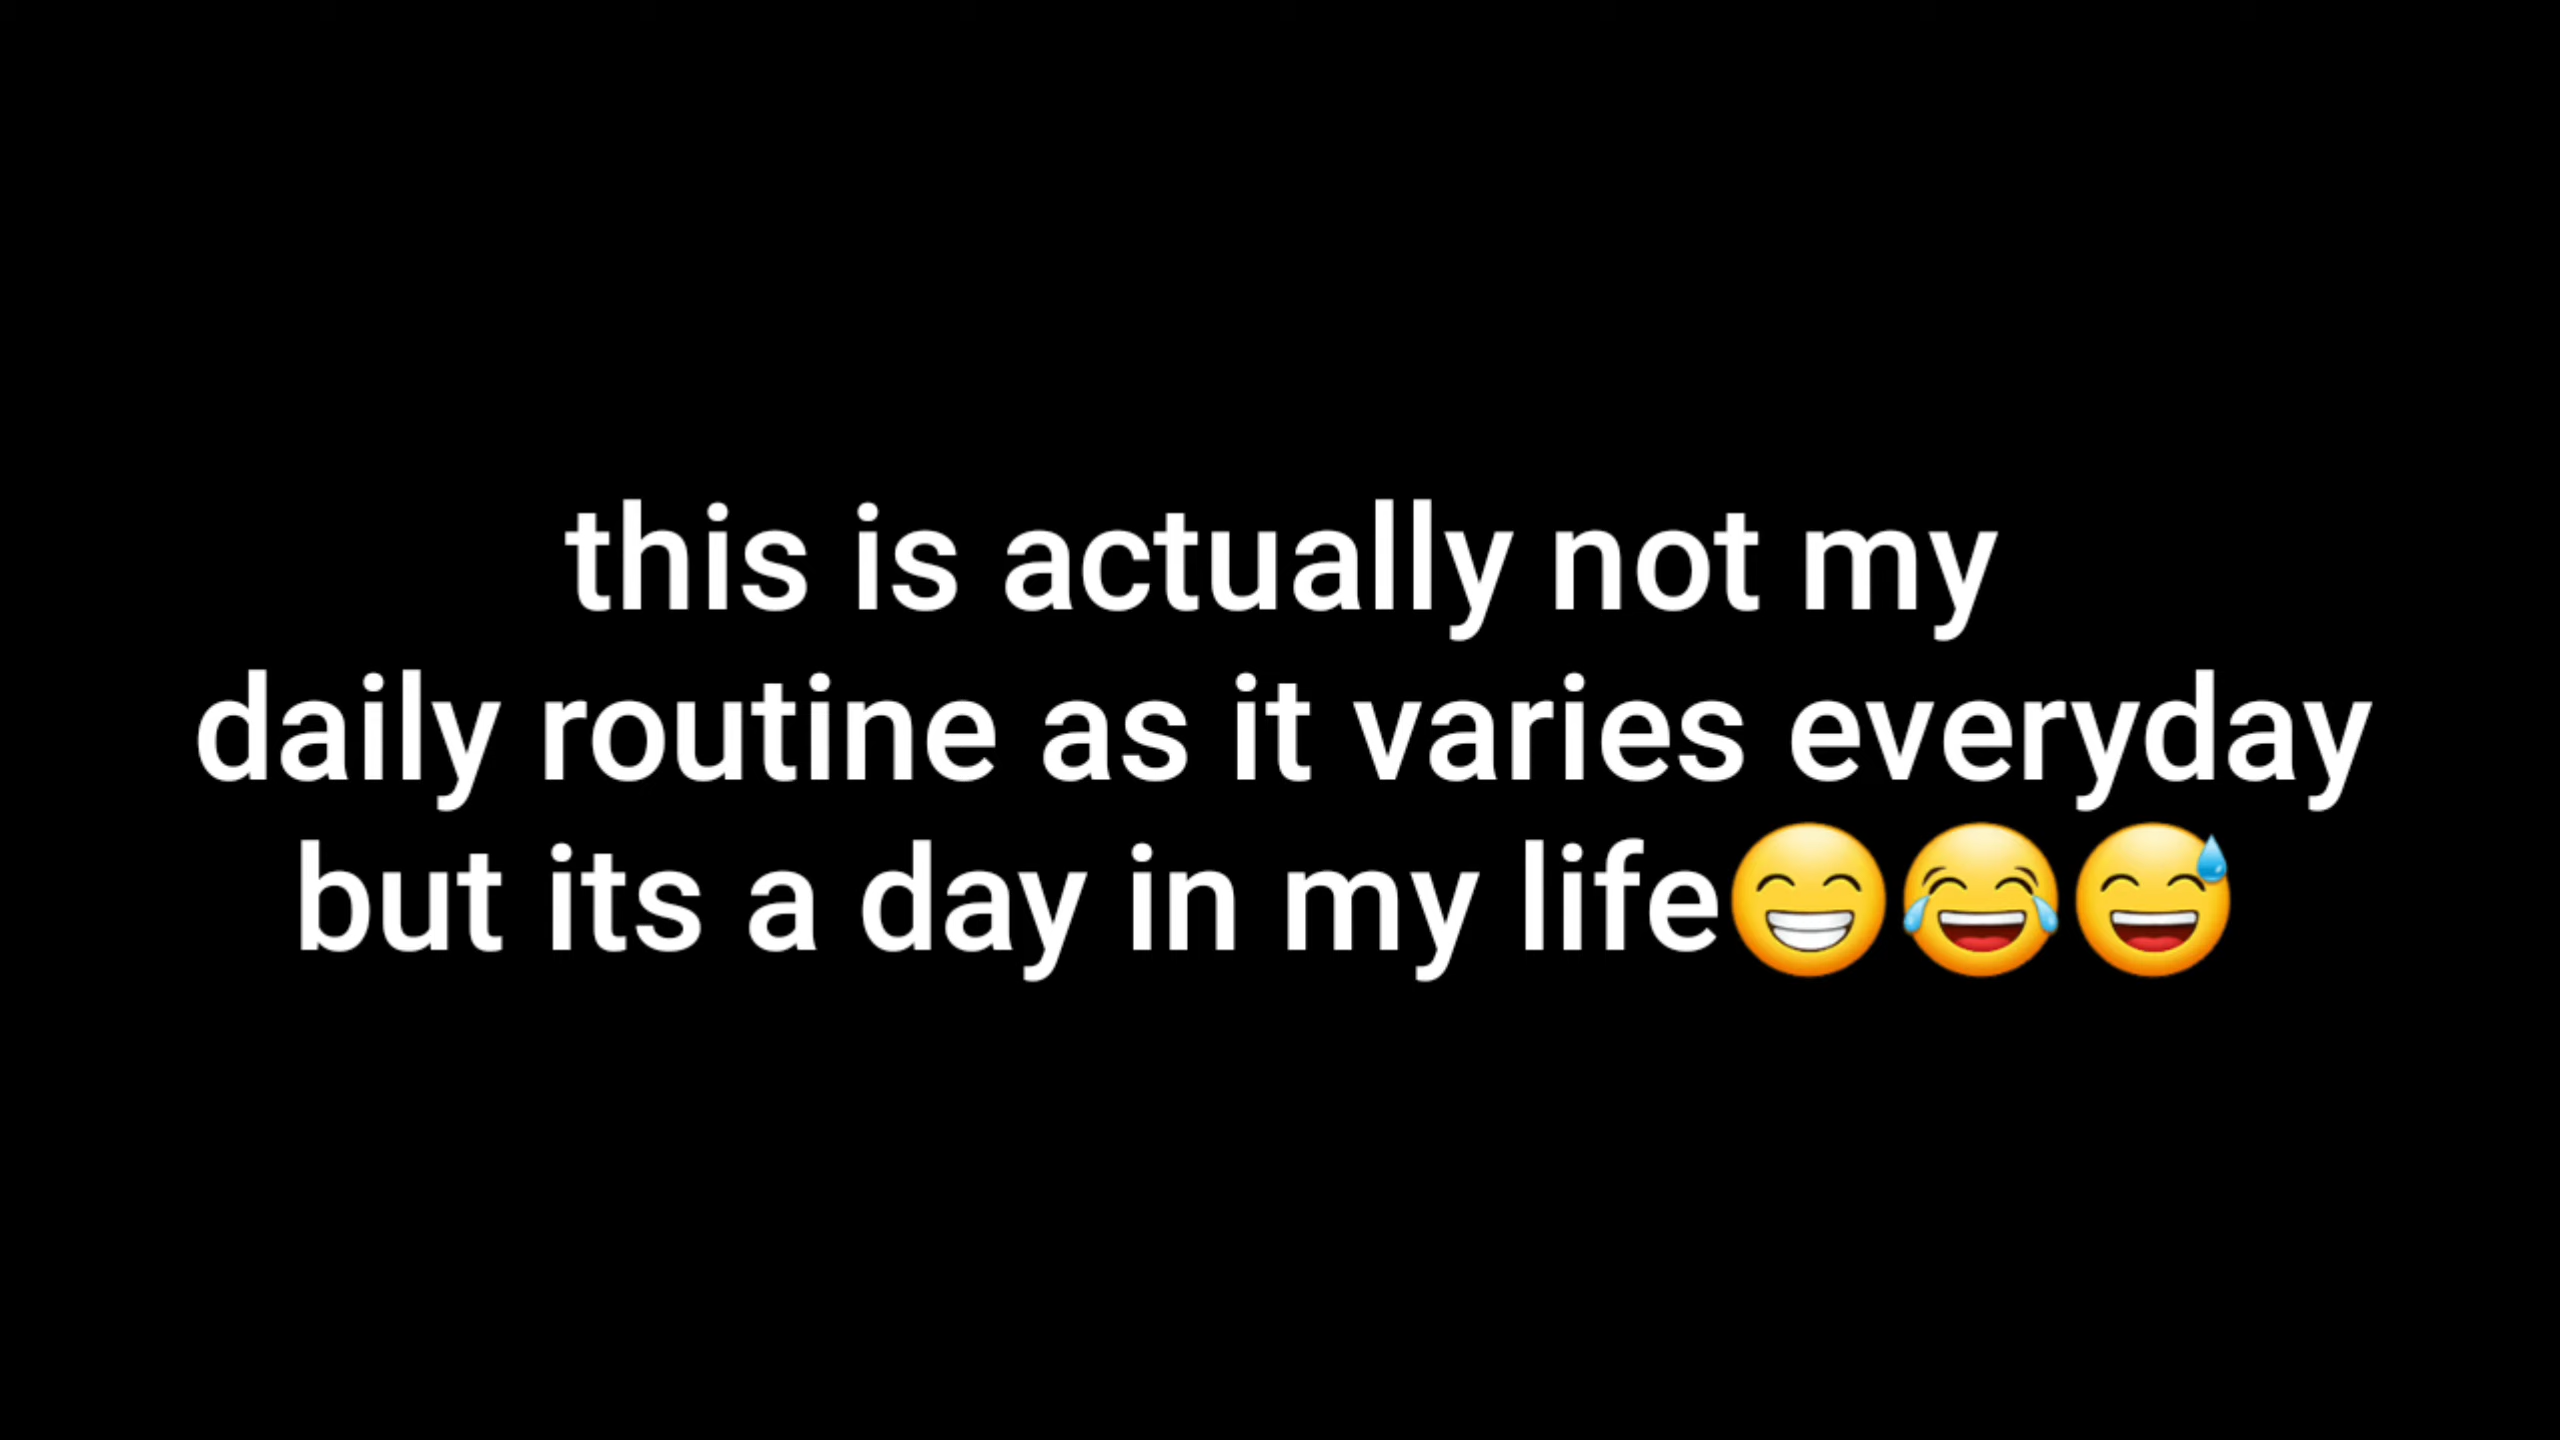 this is actually not my
daily routine as it varies everyday
but its a day in my life😁😂😅